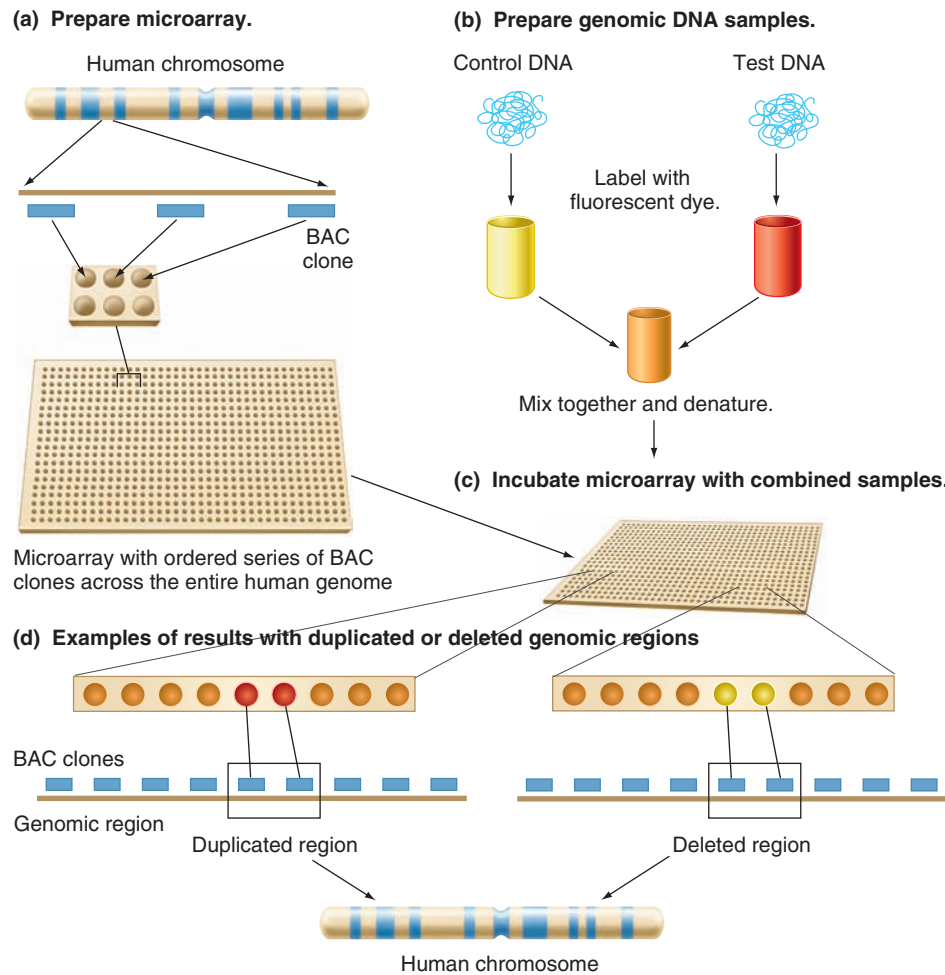 (a) Prepare microarray.
Human chromosome
BAC
clone
Microarray with ordered series of BAC
clones across the entire human genome
(b) Prepare genomic DNA samples.
Control DNA
Test DNA
Label with
fluorescent dye.
Mix together and denature.
(c) Incubate microarray with combined samples.
(d) Examples of results with duplicated or deleted genomic regions
BAC clones
Genomic region
Duplicated region
Deleted region
Human chromosome